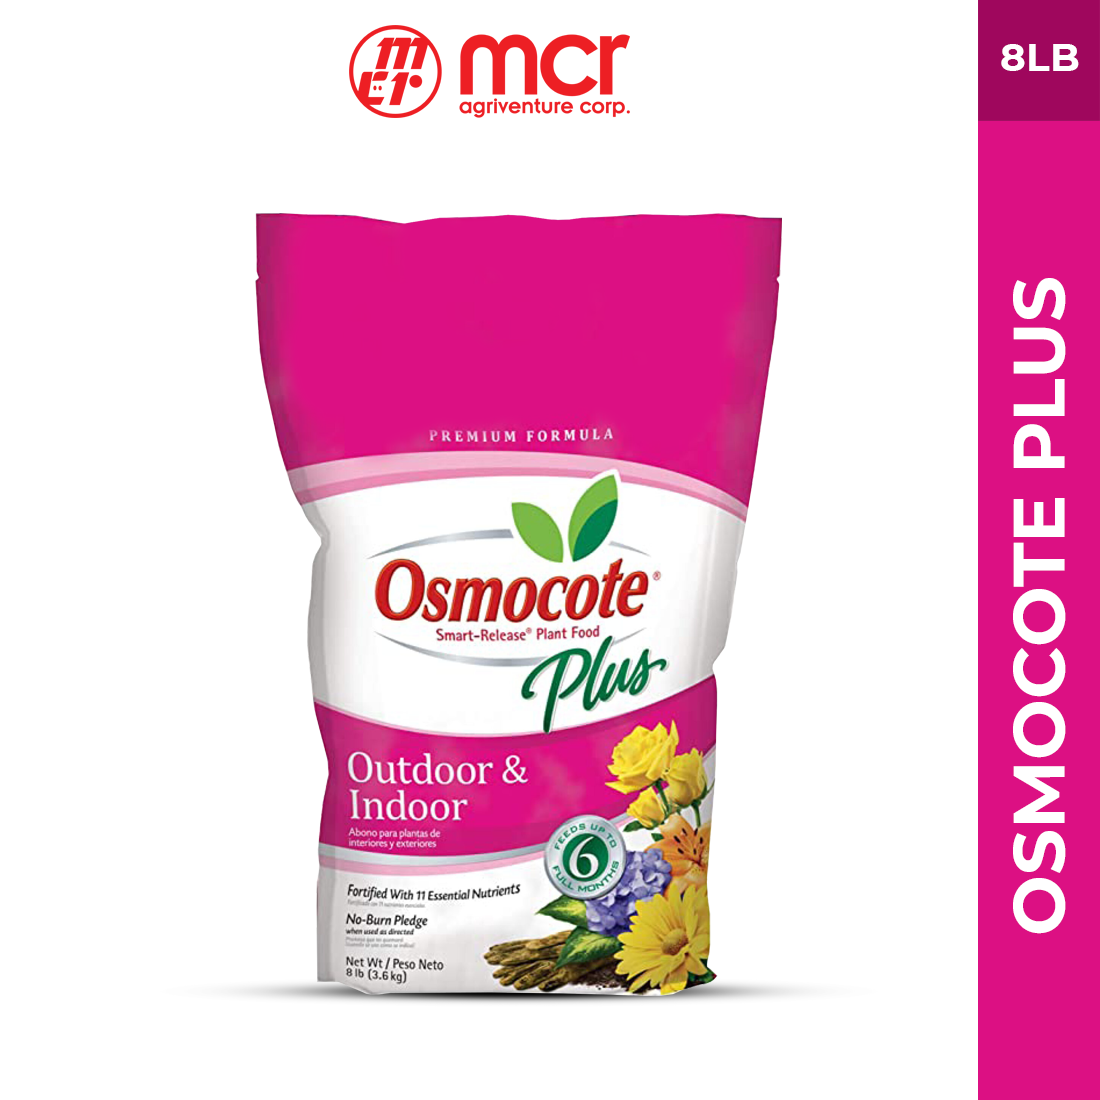 mcr
mcr
agriventure corp.
8LB
OSMOCOTE PLUS
PREMIUM FORMULA
Osmocote®
Smart-Release® Plant Food
Plus
Outdoor &
Indoor
Abono para plantas de
interiores y exteriores
FEEDS UP TO
6
FULL MONTHS
Fortified With 11 Essential Nutrients
No-Burn Pledge
when used as directed
Net Wt / Peso Neto
8 lb (3.6 kg)